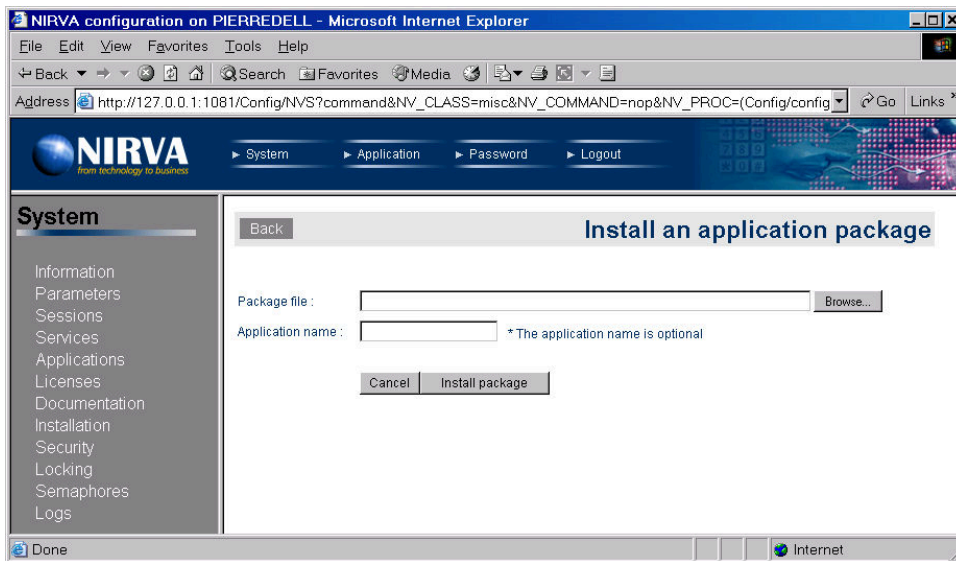 NIRVA configuration on PIERREDELL - Microsoft Internet Explorer
File Edit View Favorites Tools Help
Back Search Favorites Media
Address http://127.0.0.1:1081/Config/NVS?command&NV_CLASS=misc&NV_COMMAND=nop&NV_PROC=(Config/config Go Links »
NIRVA
from technology to business
System Application Password Logout
System
Back Install an application package
Information
Parameters
Sessions
Services
Applications
Licenses
Documentation
Installation
Security
Locking
Semaphores
Logs
Package file : Browse...
Application name : * The application name is optional
Cancel Install package
Done Internet